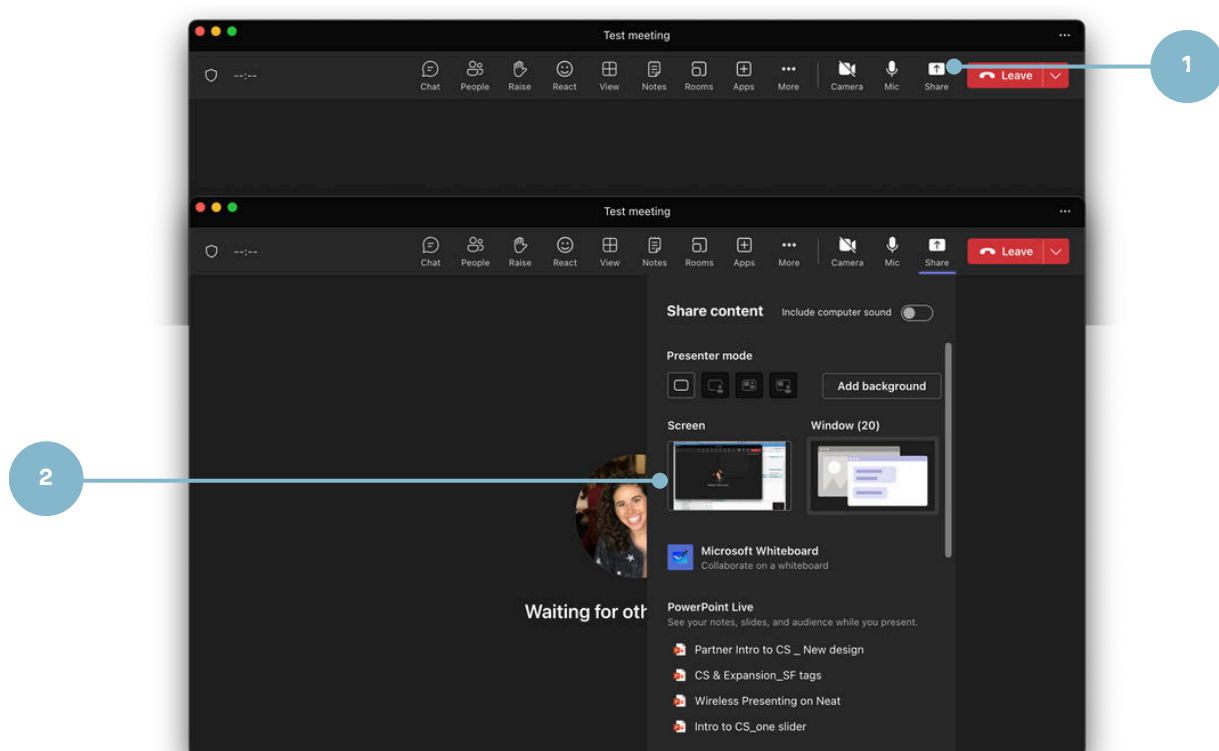 Test meeting
--:--
Chat People Raise React View Notes Rooms Apps More Camera Mic Share Leave
1
Test meeting
--:--
Chat People Raise React View Notes Rooms Apps More Camera Mic Share Leave
Share content Include computer sound
Presenter mode
Add background
Screen Window (20)
2
Microsoft Whiteboard
Collaborate on a whiteboard
Waiting for oth
PowerPoint Live
See your notes, slides, and audience while you present.
Partner Intro to CS _ New design
CS & Expansion_SF tags
Wireless Presenting on Neat
Intro to CS_one slider